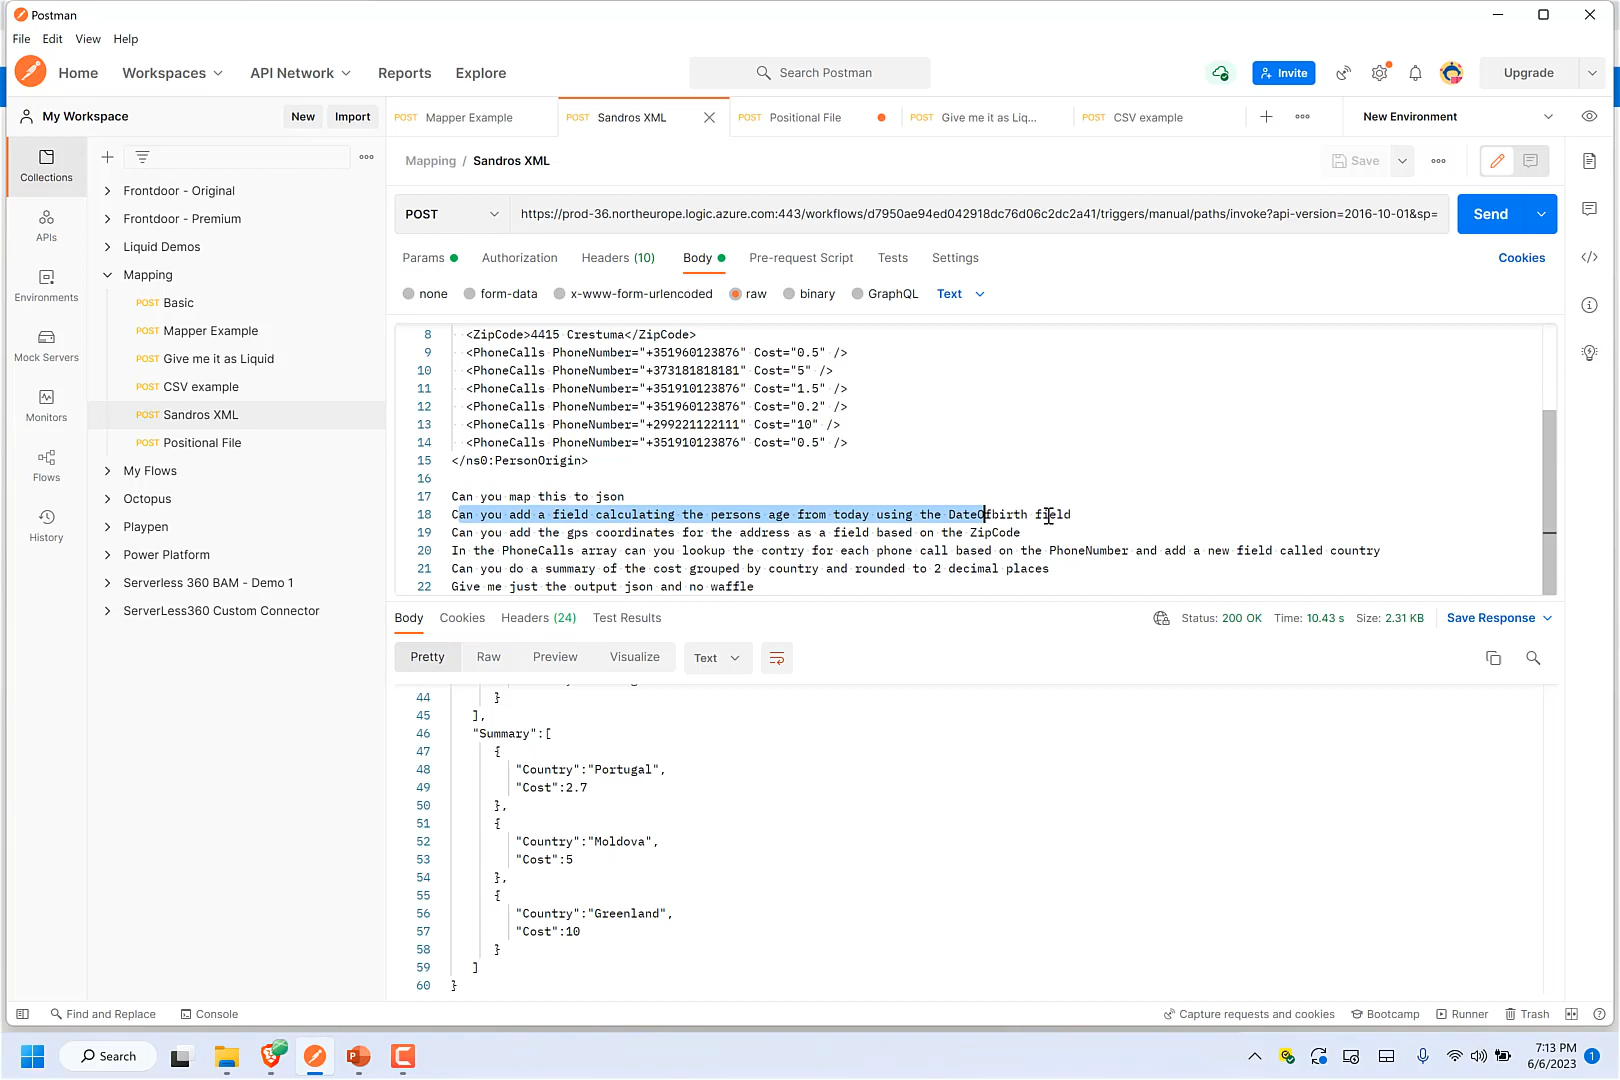 Postman
File Edit View Help
Home Workspaces API Network Reports Explore Search Postman Invite Upgrade
My Workspace New Import POST Mapper Example POST Sandros XML POST Positional File POST Give me it as Liq... POST CSV example New Environment
Mapping / Sandros XML Save
POST https://prod-36.northeurope.logic.azure.com:443/workflows/d7950ae94ed042918dc76d06c2dc2a41/triggers/manual/paths/invoke?api-version=2016-10-01&sp= Send
Params Authorization Headers (10) Body Pre-request Script Tests Settings Cookies
none form-data x-www-form-urlencoded raw binary GraphQL Text
Collections
APIs
Environments
Mock Servers
Monitors
Flows
History
Frontdoor - Original
Frontdoor - Premium
Liquid Demos
Mapping
POST Basic
POST Mapper Example
POST Give me it as Liquid
POST CSV example
POST Sandros XML
POST Positional File
My Flows
Octopus
Playpen
Power Platform
Serverless 360 BAM - Demo 1
ServerLess360 Custom Connector
8 <ZipCode>4415 Crestuma</ZipCode>
9 <PhoneCalls PhoneNumber="+351960123876" Cost="0.5" />
10 <PhoneCalls PhoneNumber="+373181818181" Cost="5" />
11 <PhoneCalls PhoneNumber="+351910123876" Cost="1.5" />
12 <PhoneCalls PhoneNumber="+351960123876" Cost="0.2" />
13 <PhoneCalls PhoneNumber="+299221122111" Cost="10" />
14 <PhoneCalls PhoneNumber="+351910123876" Cost="0.5" />
15 </ns0:PersonOrigin>
16
17 Can you map this to json
18 Can you add a field calculating the persons age from today using the DateOfbirth field
19 Can you add the gps coordinates for the address as a field based on the ZipCode
20 In the PhoneCalls array can you lookup the contry for each phone call based on the PhoneNumber and add a new field called country
21 Can you do a summary of the cost grouped by country and rounded to 2 decimal places
22 Give me just the output json and no waffle
Body Cookies Headers (24) Test Results Status: 200 OK Time: 10.43 s Size: 2.31 KB Save Response
Pretty Raw Preview Visualize Text
44 }
45 ],
46 "Summary":[
47 {
48 "Country":"Portugal",
49 "Cost":2.7
50 },
51 {
52 "Country":"Moldova",
53 "Cost":5
54 },
55 {
56 "Country":"Greenland",
57 "Cost":10
58 }
59 ]
60 }
Find and Replace Console Capture requests and cookies Bootcamp Runner Trash
Search 7:13 PM
6/6/2023 1